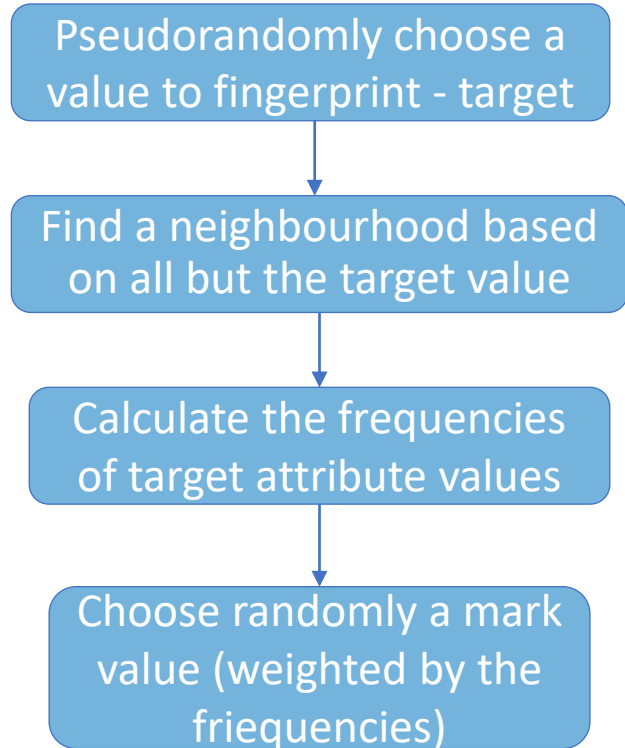 Pseudorandomly choose a
value to fingerprint - target
Find a neighbourhood based
on all but the target value
Calculate the frequencies
of target attribute values
Choose randomly a mark
value (weighted by the
friequencies)